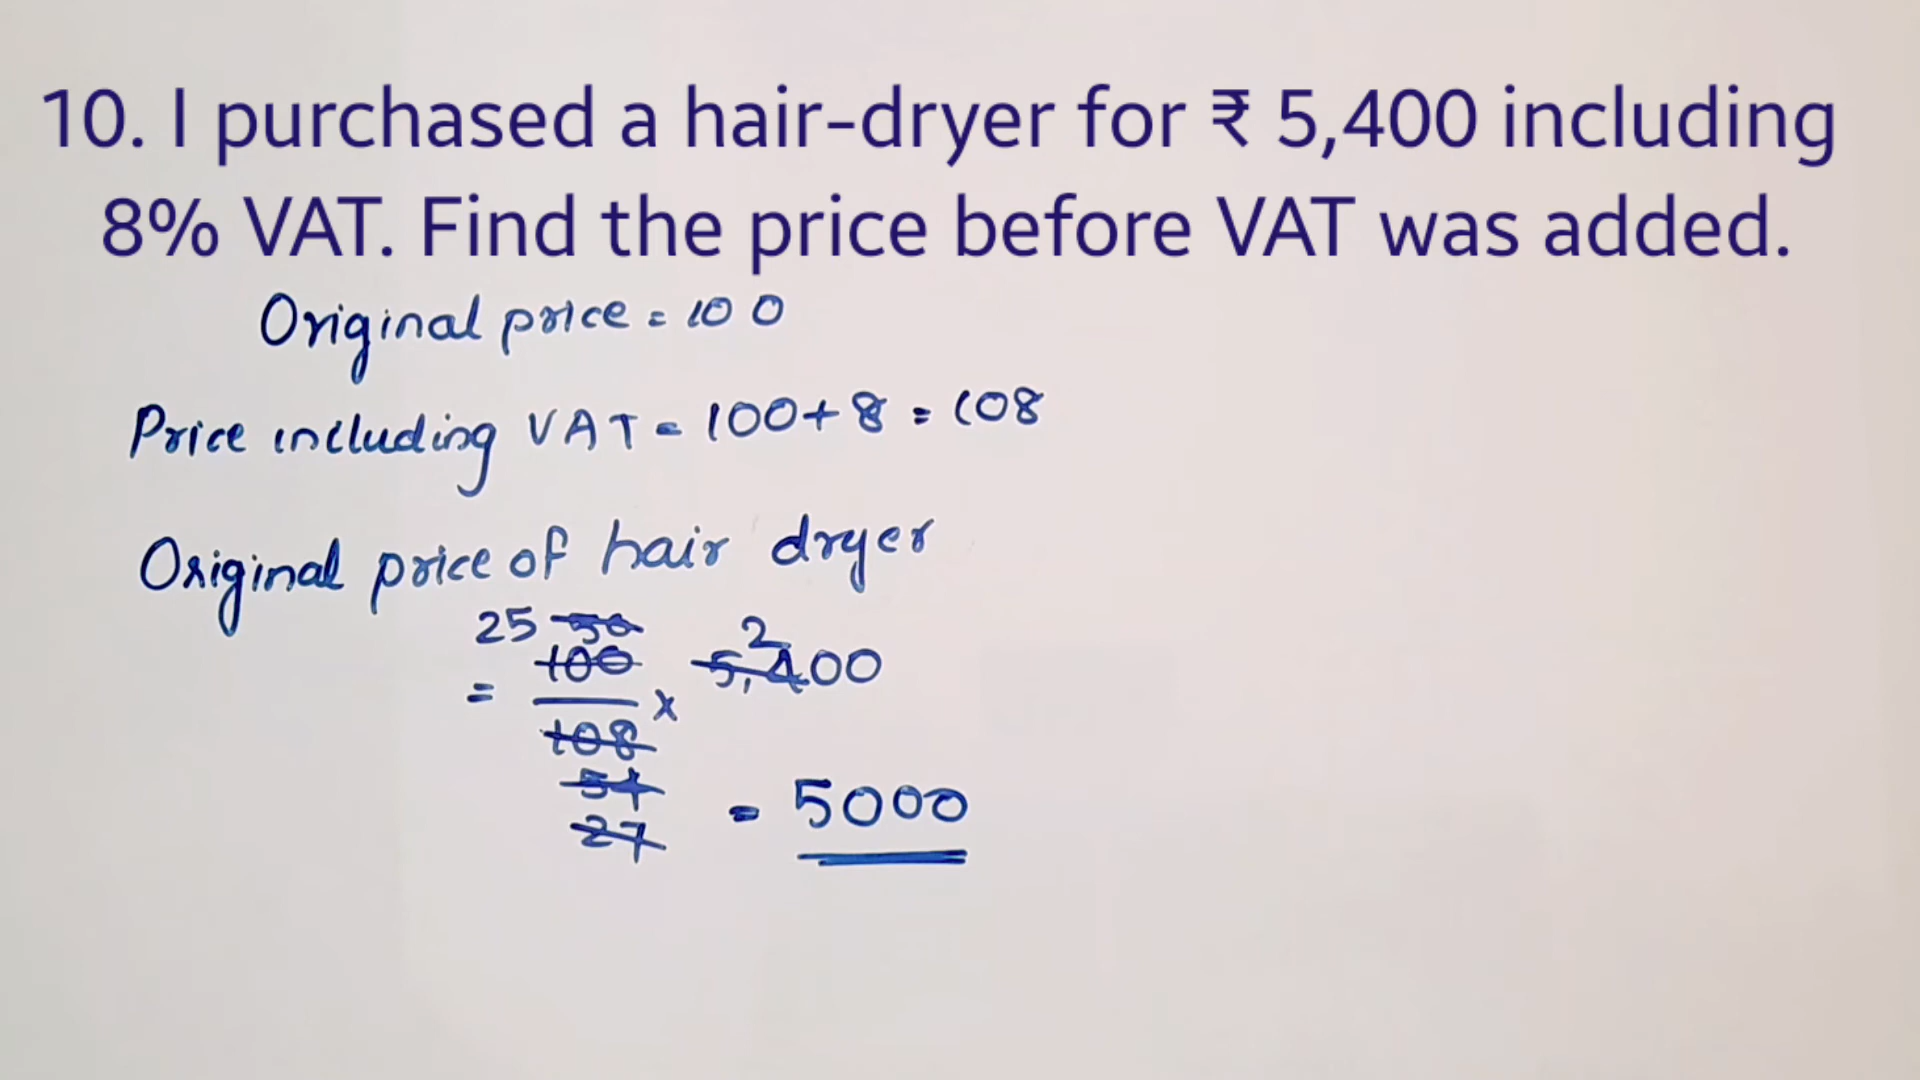 10. I purchased a hair-dryer for ₹ 5,400 including
8% VAT. Find the price before VAT was added.
Original price = 100
Price including VAT = 100+8 = 108
Original price of hair dryer
25 50 2
= 100 x 5,400
108
54
27 = 5000